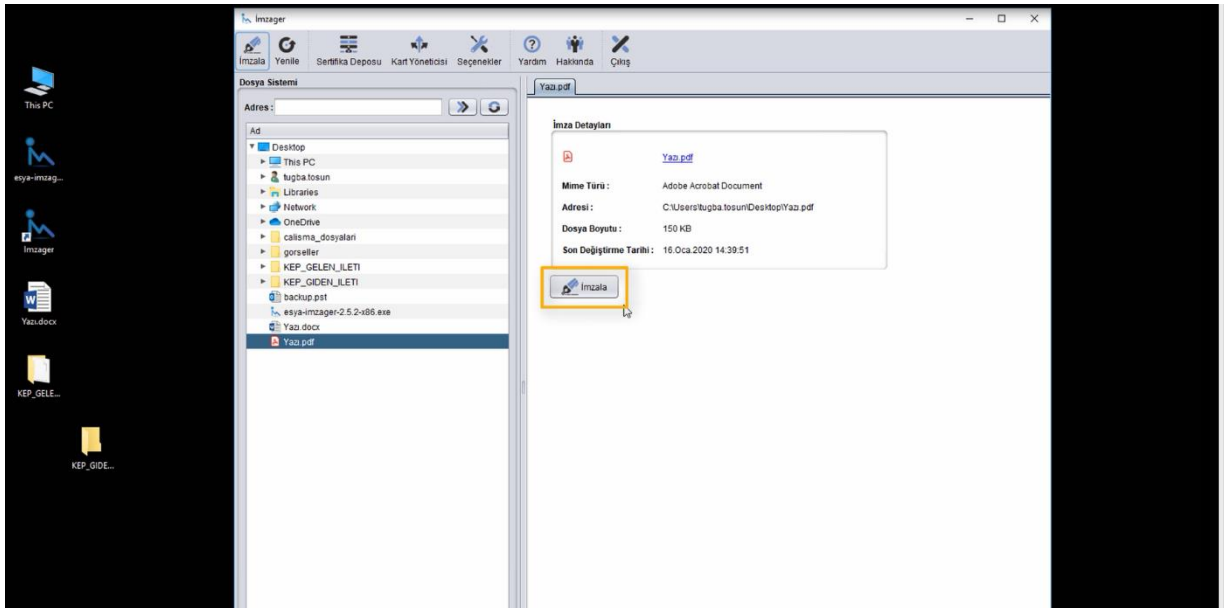 İmzager
İmzala Yenile Sertifika Deposu Kart Yöneticisi Seçenekler Yardım Hakkında Çıkış
Dosya Sistemi
Adres :
Ad
Desktop
This PC
tugba.tosun
Libraries
Network
OneDrive
calisma_dosyalari
gorseller
KEP_GELEN_ILETI
KEP_GIDEN_ILETI
backup.pst
esya-imzager-2.5.2-x86.exe
Yazı.docx
Yazı.pdf
Yazı.pdf
İmza Detayları
Yazı.pdf
Mime Türü : Adobe Acrobat Document
Adresi : C:\Users\tugba.tosun\Desktop\Yazı.pdf
Dosya Boyutu : 150 KB
Son Değiştirme Tarihi : 16.Oca.2020 14:39:51
İmzala
This PC
esya-imzag...
Imzager
Yazı.docx
KEP_GELE...
KEP_GIDE...